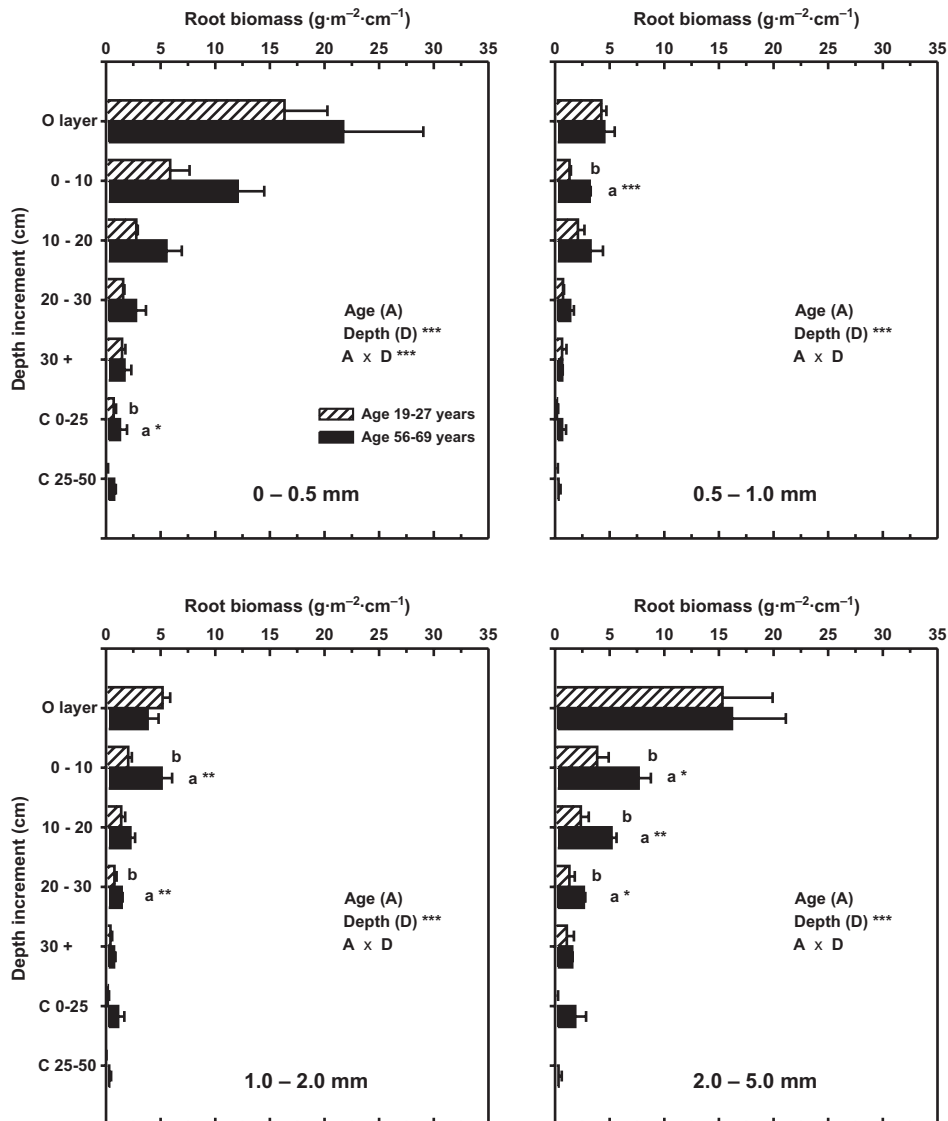 Root biomass (g·m⁻²·cm⁻¹)
0 5 10 15 20 25 30 35
Depth increment (cm)
O layer
0 - 10
10 - 20
20 - 30
30 +
C 0-25
C 25-50
b
a *
Age (A)
Depth (D) ***
A x D ***
Age 19-27 years
Age 56-69 years
0 – 0.5 mm
Root biomass (g·m⁻²·cm⁻¹)
0 5 10 15 20 25 30 35
b
a ***
Age (A)
Depth (D) ***
A x D
0.5 – 1.0 mm
Root biomass (g·m⁻²·cm⁻¹)
0 5 10 15 20 25 30 35
Depth increment (cm)
O layer
0 - 10
10 - 20
20 - 30
30 +
C 0-25
C 25-50
b
a **
b
a **
Age (A)
Depth (D) ***
A x D
1.0 – 2.0 mm
Root biomass (g·m⁻²·cm⁻¹)
0 5 10 15 20 25 30 35
b
a *
b
a **
b
a *
Age (A)
Depth (D) ***
A x D
2.0 – 5.0 mm